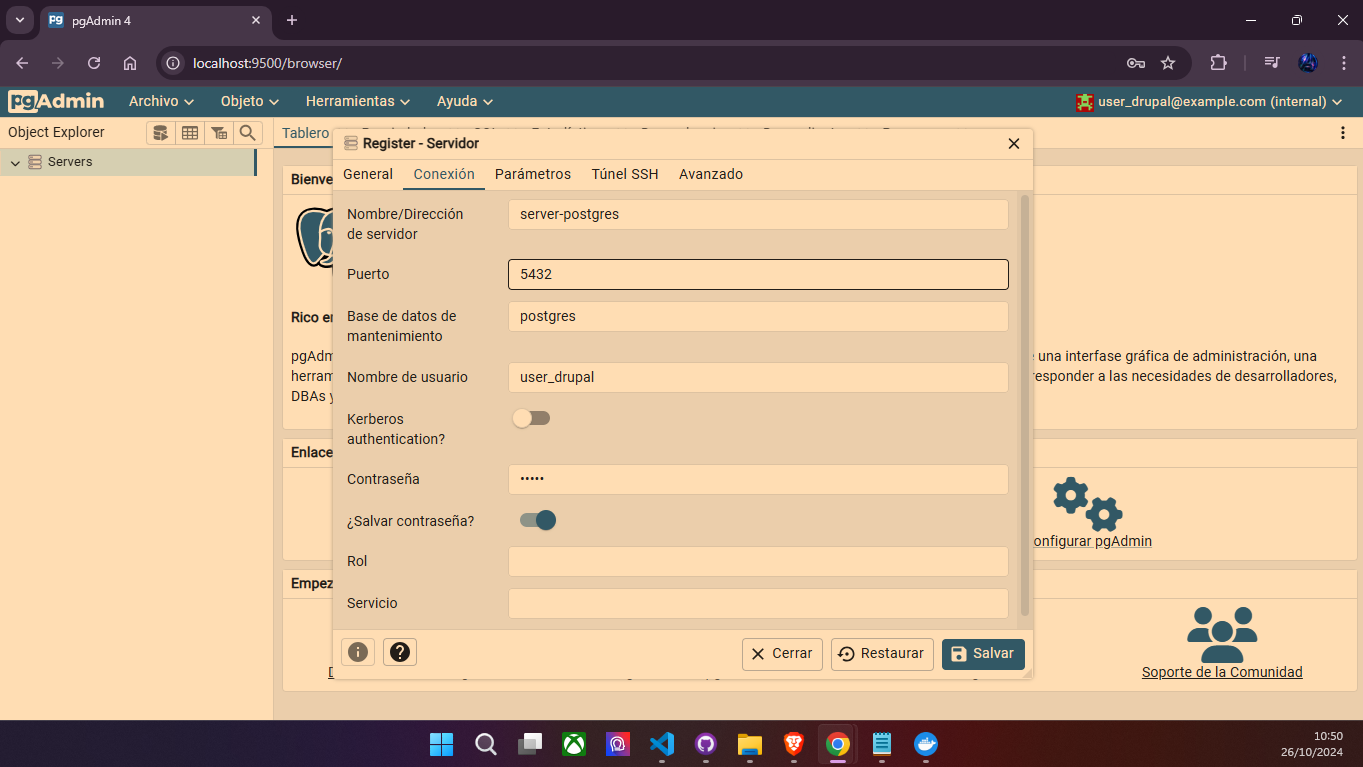 pgAdmin 4
localhost:9500/browser/
pgAdmin
Archivo
Objeto
Herramientas
Ayuda
user_drupal@example.com (internal)
Object Explorer
Tablero
Servers
Register - Servidor
General
Conexión
Parámetros
Túnel SSH
Avanzado
Nombre/Dirección
de servidor
server-postgres
Puerto
5432
Base de datos de
mantenimiento
postgres
Nombre de usuario
user_drupal
Kerberos
authentication?
Contraseña
•••••
¿Salvar contraseña?
Rol
Servicio
Cerrar
Restaurar
Salvar
Bienve
Rico en
pgAdm
una interfase gráfica de administración, una
herram
responder a las necesidades de desarrolladores,
DBAs y
Enlace
onfigurar pgAdmin
Empez
Soporte de la Comunidad
10:50
26/10/2024